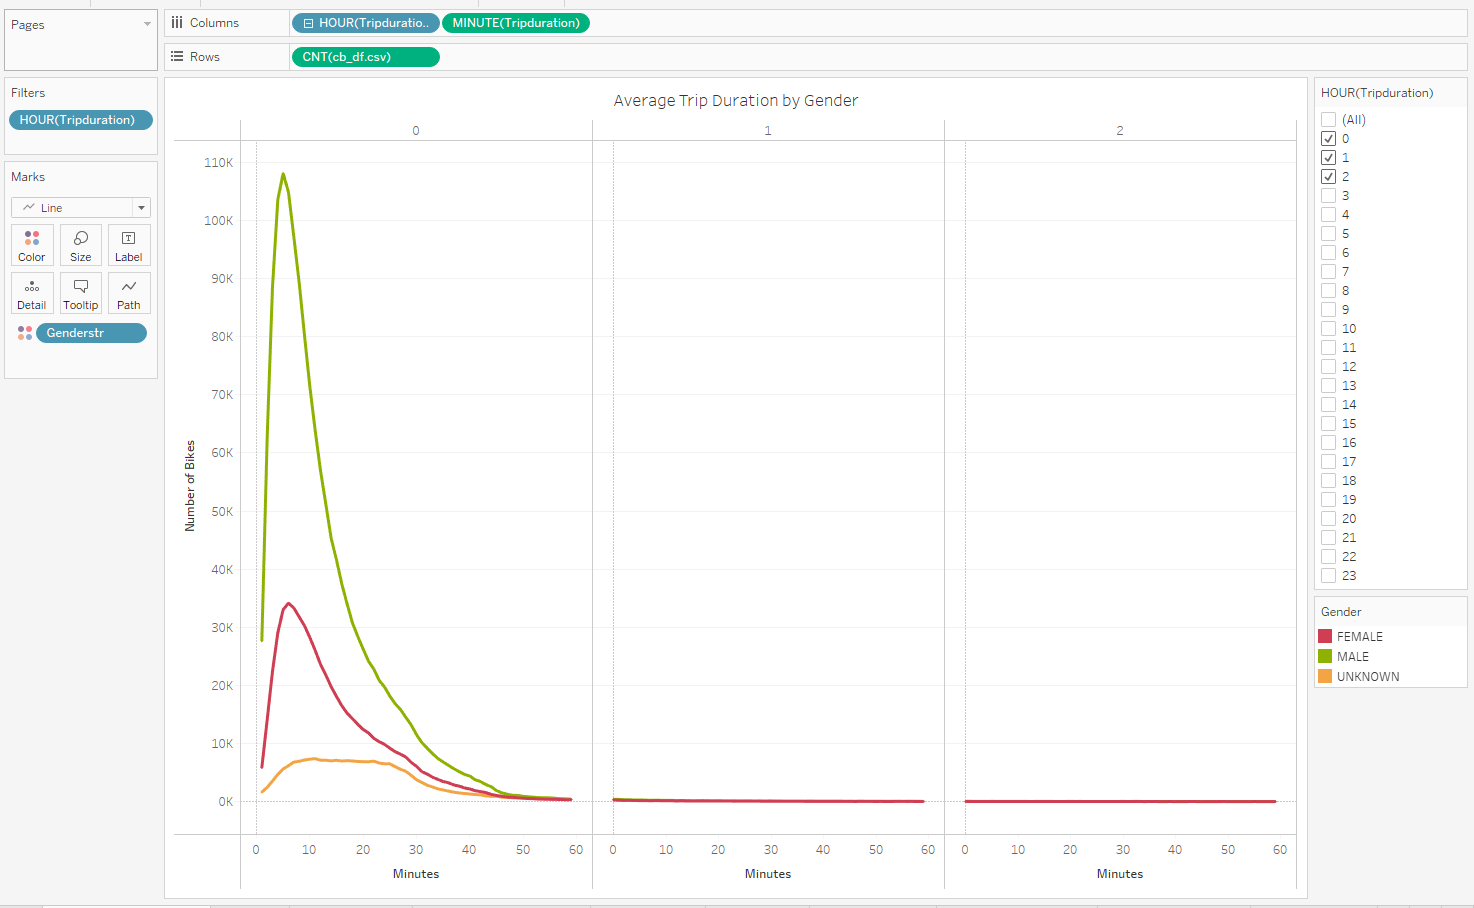 Pages
Columns
HOUR(Tripduratio..
MINUTE(Tripduration)
Rows
CNT(cb_df.csv)
Filters
HOUR(Tripduration)
Marks
Line
Color
Size
Label
Detail
Tooltip
Path
Genderstr
Average Trip Duration by Gender
0
1
2
110K
100K
90K
80K
70K
60K
50K
40K
30K
20K
10K
0K
Number of Bikes
0 10 20 30 40 50 60
0 10 20 30 40 50 60
0 10 20 30 40 50 60
Minutes
Minutes
Minutes
HOUR(Tripduration)
(All)
0
1
2
3
4
5
6
7
8
9
10
11
12
13
14
15
16
17
18
19
20
21
22
23
Gender
FEMALE
MALE
UNKNOWN